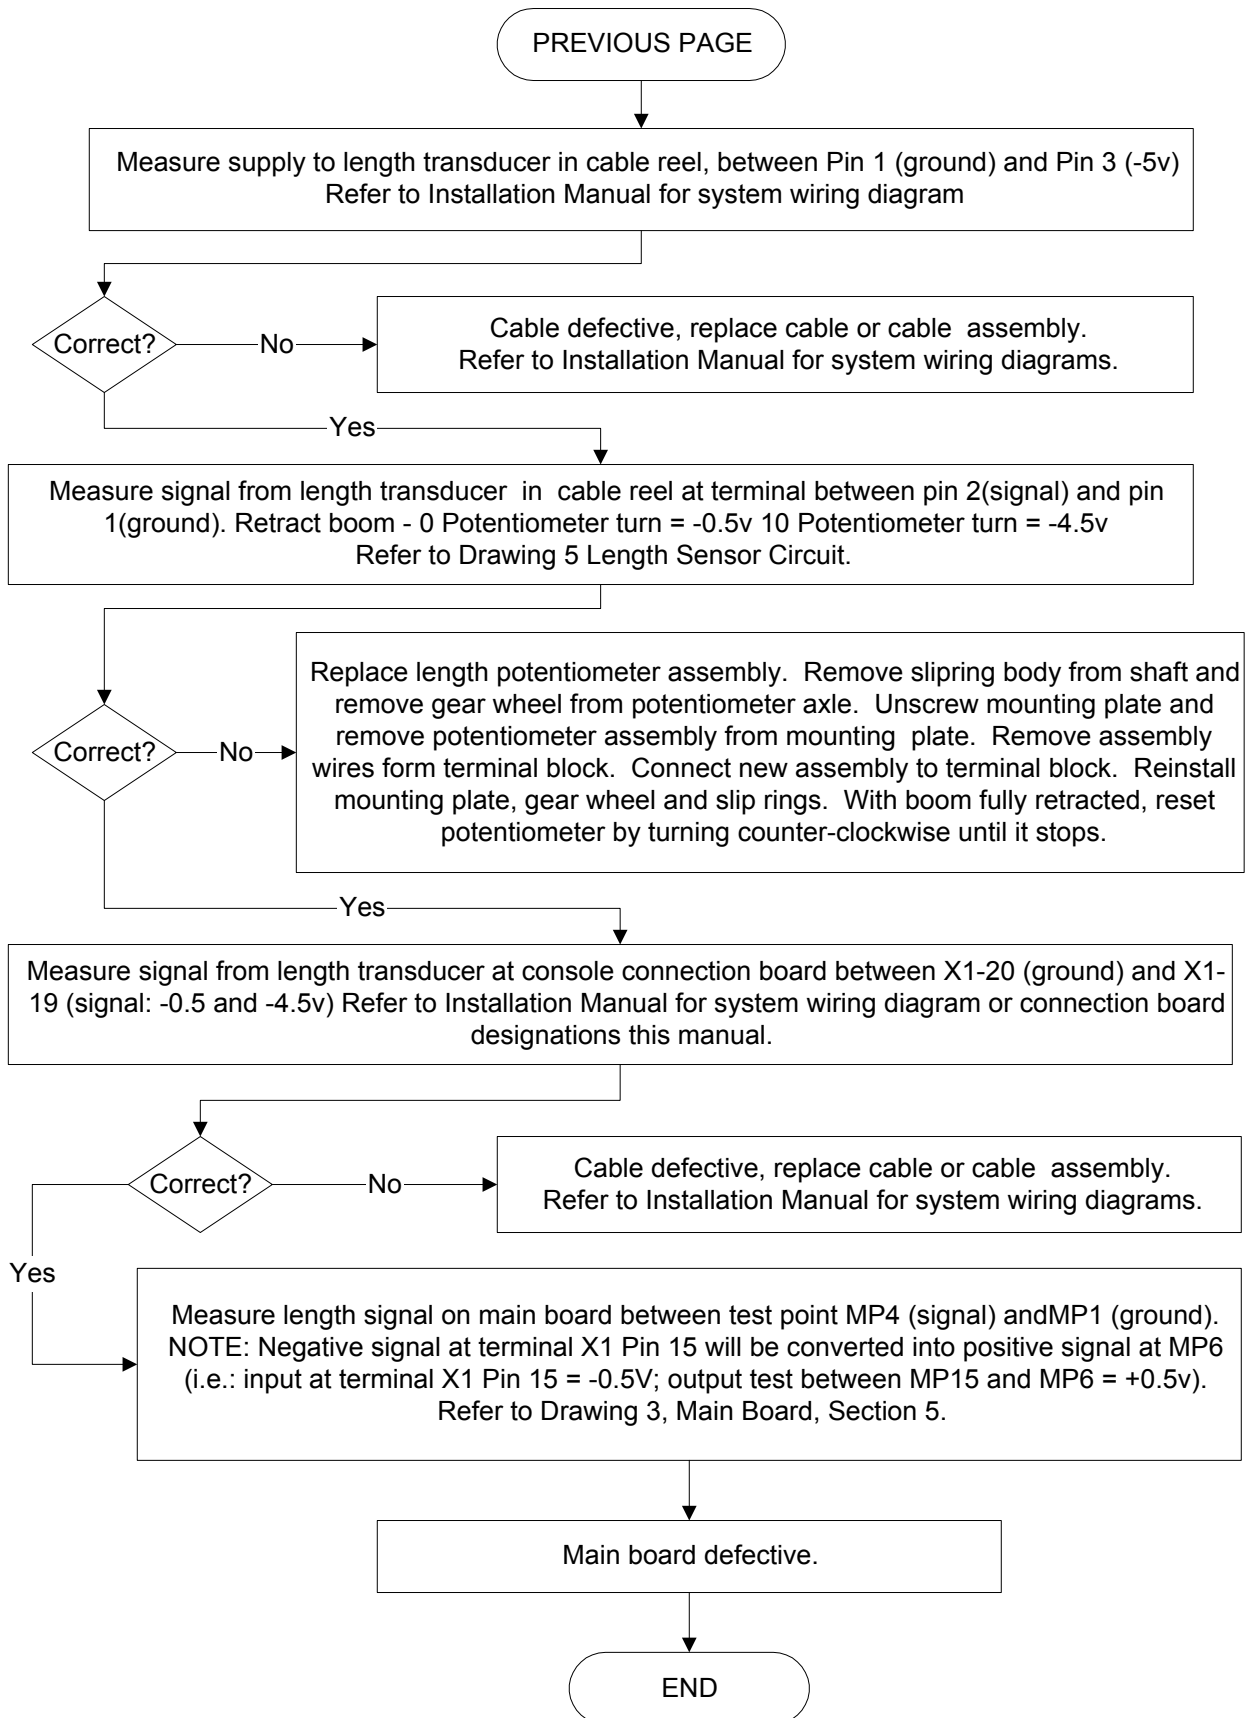 PREVIOUS PAGE
Measure supply to length transducer in cable reel, between Pin 1 (ground) and Pin 3 (-5v)
Refer to Installation Manual for system wiring diagram
Correct?
No
Cable defective, replace cable or cable assembly.
Refer to Installation Manual for system wiring diagrams.
Yes
Measure signal from length transducer in cable reel at terminal between pin 2(signal) and pin
1(ground). Retract boom - 0 Potentiometer turn = -0.5v 10 Potentiometer turn = -4.5v
Refer to Drawing 5 Length Sensor Circuit.
Correct?
No
Replace length potentiometer assembly. Remove slipring body from shaft and
remove gear wheel from potentiometer axle. Unscrew mounting plate and
remove potentiometer assembly from mounting plate. Remove assembly
wires form terminal block. Connect new assembly to terminal block. Reinstall
mounting plate, gear wheel and slip rings. With boom fully retracted, reset
potentiometer by turning counter-clockwise until it stops.
Yes
Measure signal from length transducer at console connection board between X1-20 (ground) and X1-
19 (signal: -0.5 and -4.5v) Refer to Installation Manual for system wiring diagram or connection board
designations this manual.
Correct?
No
Cable defective, replace cable or cable assembly.
Refer to Installation Manual for system wiring diagrams.
Yes
Measure length signal on main board between test point MP4 (signal) andMP1 (ground).
NOTE: Negative signal at terminal X1 Pin 15 will be converted into positive signal at MP6
(i.e.: input at terminal X1 Pin 15 = -0.5V; output test between MP15 and MP6 = +0.5v).
Refer to Drawing 3, Main Board, Section 5.
Main board defective.
END